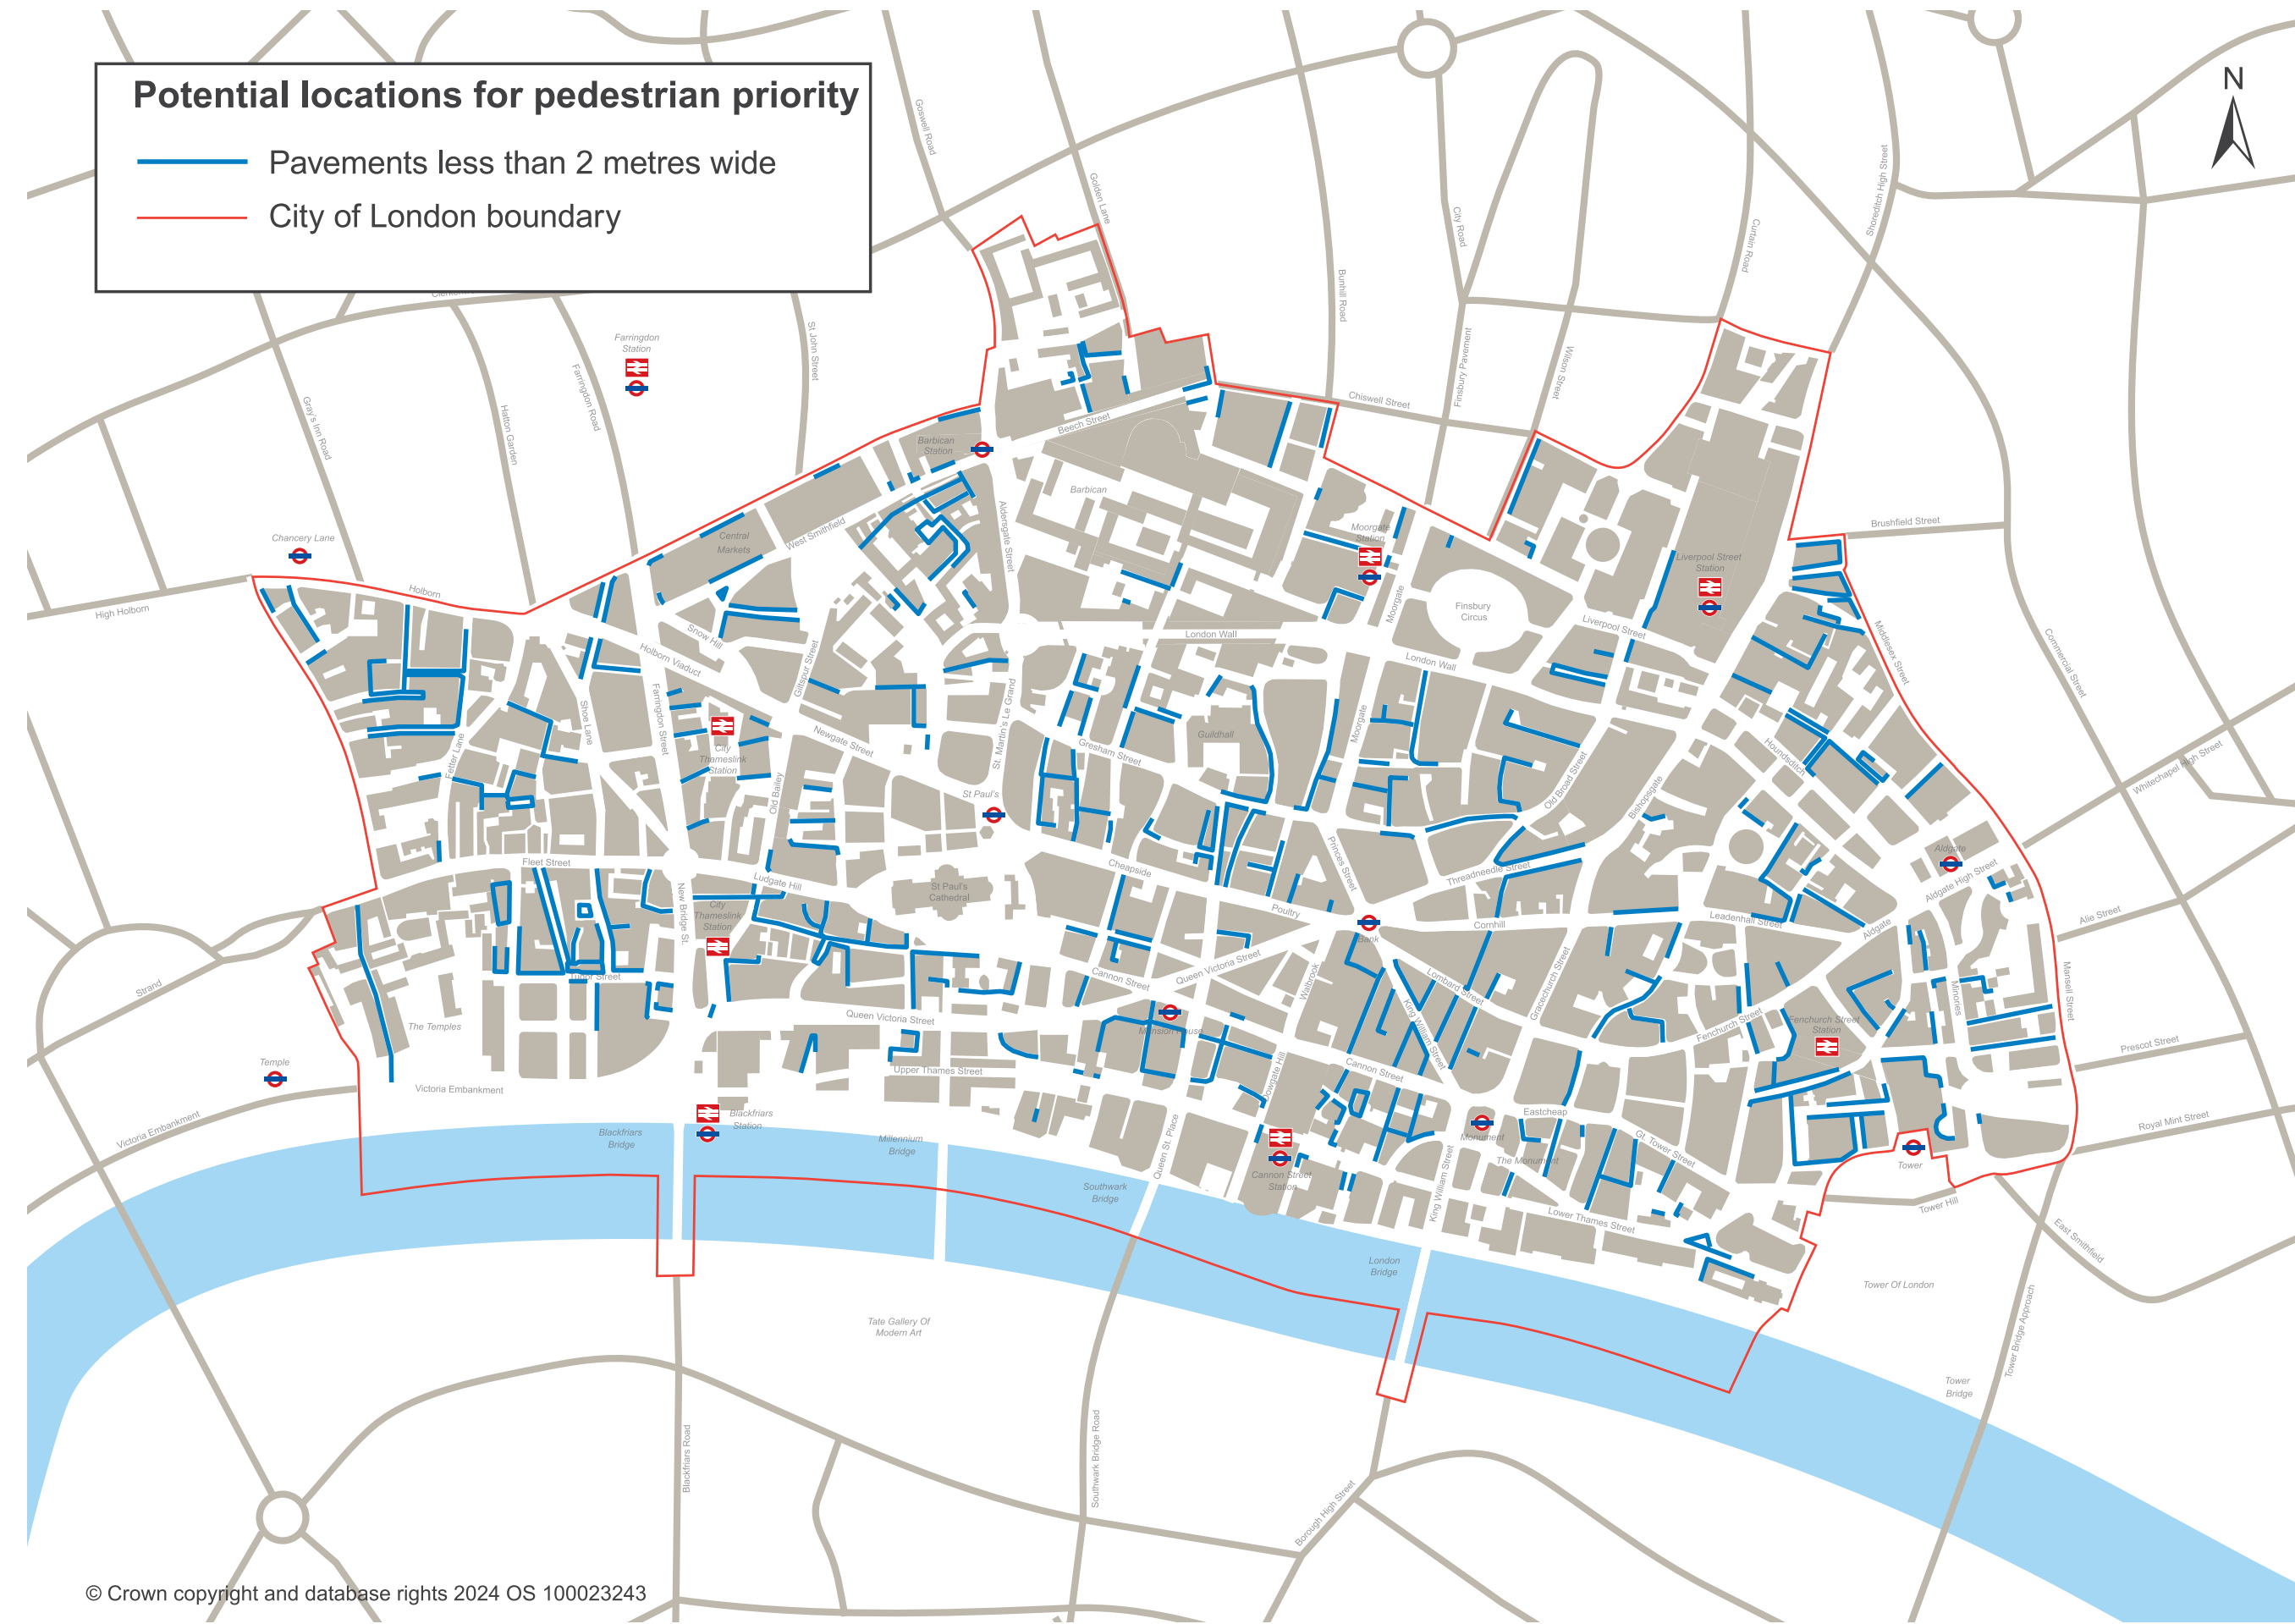 Potential locations for pedestrian priority
Pavements less than 2 metres wide
City of London boundary
N
Goswell Road
Golden Lane
Bunhill Road
City Road
Finsbury Pavement
Wilson Street
Curtain Road
Shoreditch High Street
Farringdon
Station
St John Street
Farringdon Road
Hatton Garden
Gray's Inn Road
Chiswell Street
Beech Street
Barbican
Station
Barbican
Aldersgate Street
Central
Markets
West Smithfield
Moorgate
Station
Brushfield Street
Liverpool Street
Station
Chancery Lane
High Holborn
Holborn
Snow Hill
Holborn Viaduct
Giltspur Street
London Wall
Moorgate
Finsbury
Circus
Liverpool Street
London Wall
Middlesex Street
Commercial Street
Farringdon Street
Shoe Lane
Fetter Lane
City
Thameslink
Station
Old Bailey
Newgate Street
St. Martin's Le Grand
St Paul's
Gresham Street
Guildhall
Moorgate
Old Broad Street
Bishopsgate
Houndsditch
Whitechapel High Street
Princes Street
Threadneedle Street
Aldgate
Aldgate High Street
Fleet Street
Ludgate Hill
St Paul's
Cathedral
Cheapside
Poultry
Bank
Cornhill
Leadenhall Street
Aldgate
Alie Street
Mansell Street
New Bridge St.
City
Thameslink
Station
Tudor Street
Strand
The Temples
Temple
Victoria Embankment
Victoria Embankment
Queen Victoria Street
Upper Thames Street
Cannon Street
Queen Victoria Street
Mansion House
Walbrook
Lombard Street
King William Street
Gracechurch Street
Fenchurch Street
Fenchurch Street
Station
Minories
Prescot Street
Royal Mint Street
Dowgate Hill
Cannon Street
Eastcheap
Monument
The Monument
Gt. Tower Street
Tower
Tower Hill
East Smithfield
Blackfriars
Bridge
Blackfriars
Station
Millennium
Bridge
Queen St. Place
Southwark
Bridge
Cannon Street
Station
King William Street
Lower Thames Street
London
Bridge
Tower Of London
Tower Bridge Approach
Tate Gallery Of
Modern Art
Tower
Bridge
Blackfriars Road
Southwark Bridge Road
Borough High Street
© Crown copyright and database rights 2024 OS 100023243